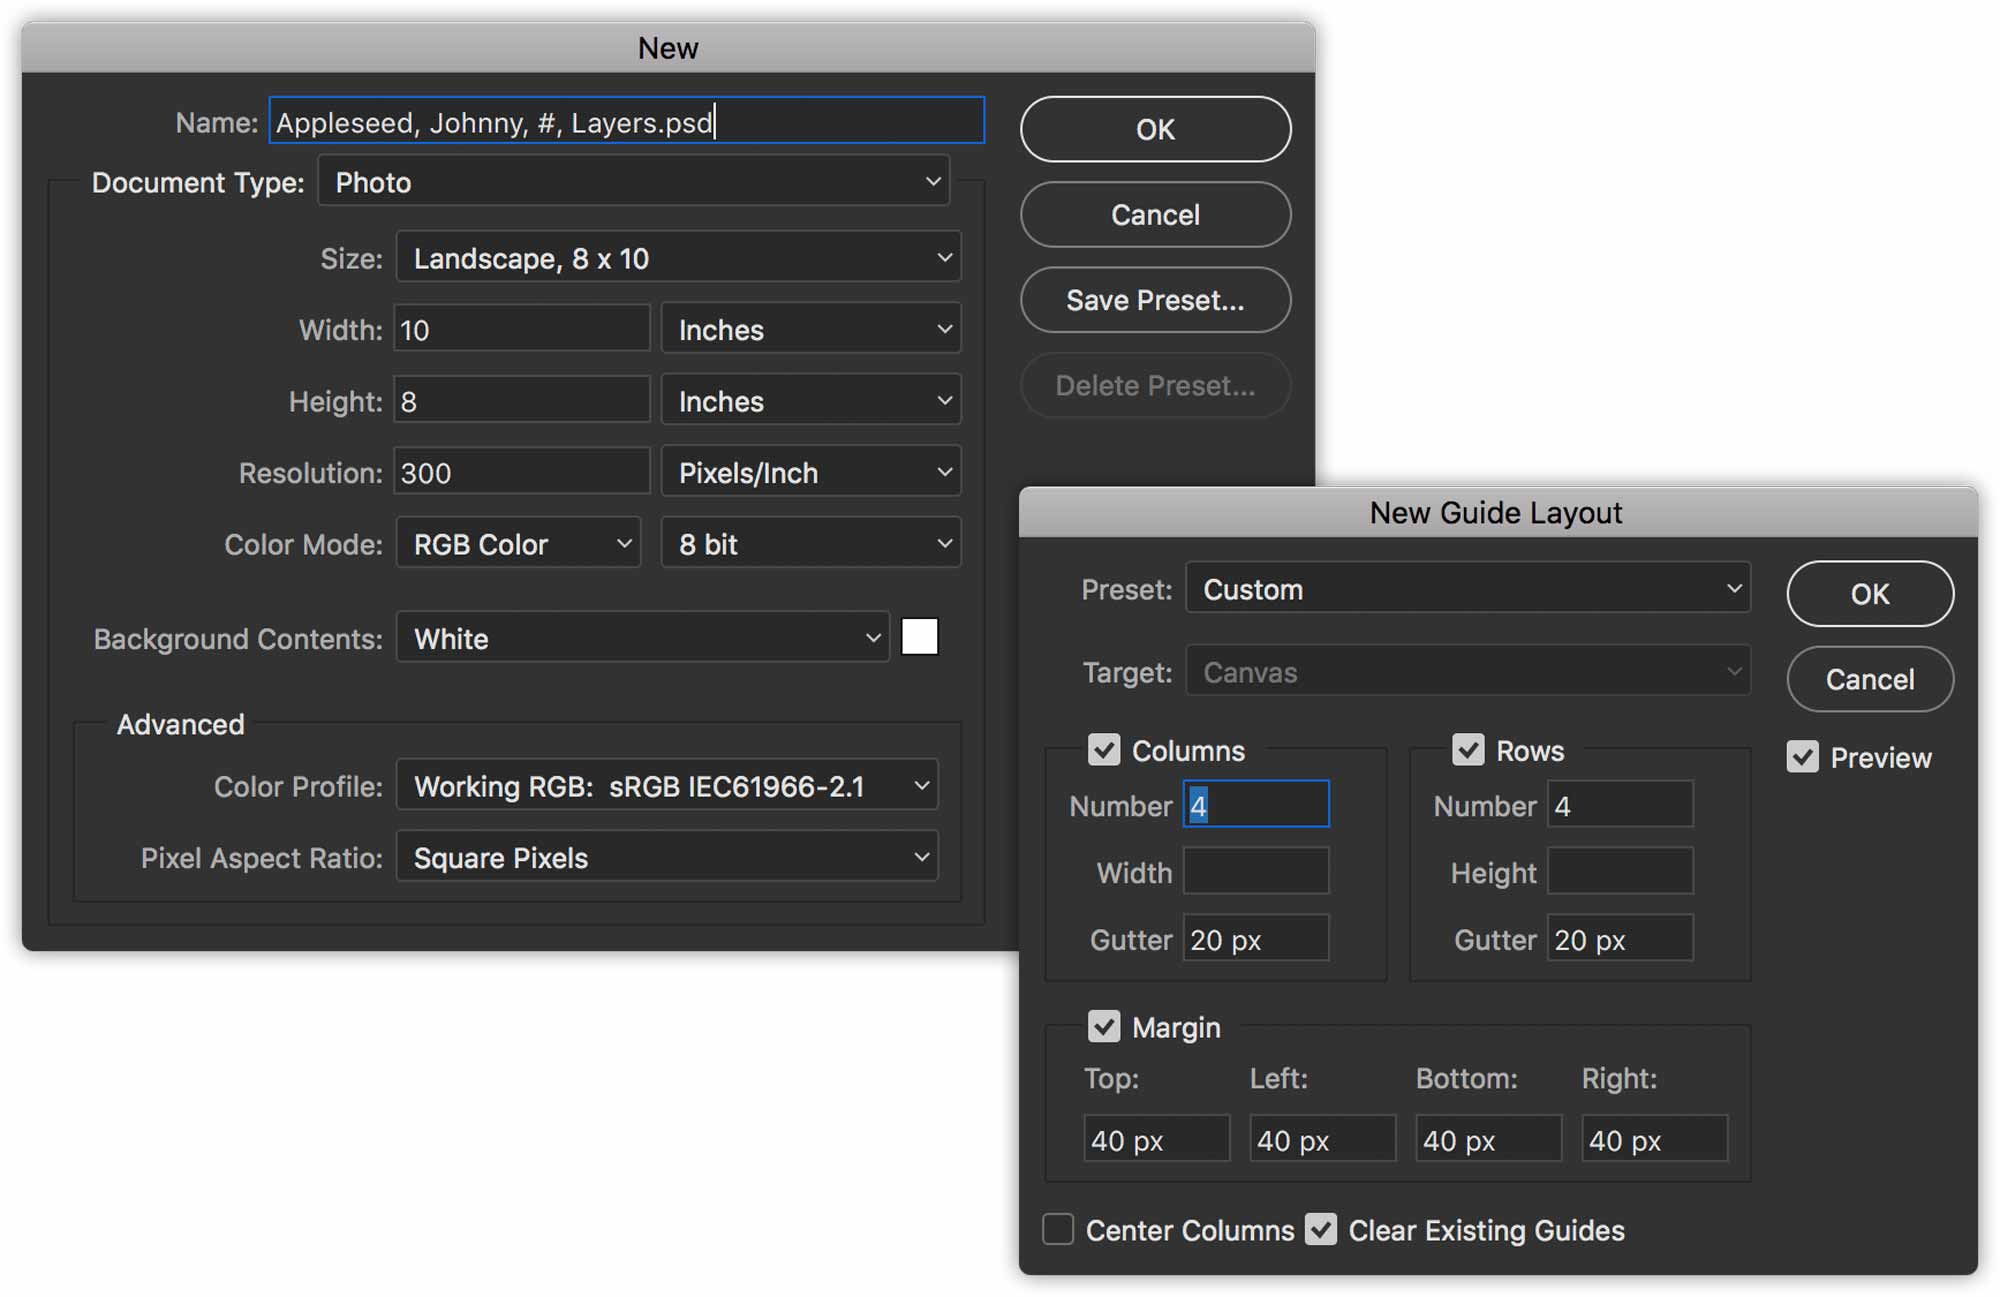 New
Name: Appleseed, Johnny, #, Layers.psd
OK
Document Type: Photo
Cancel
Size: Landscape, 8 x 10
Save Preset...
Width: 10 Inches
Delete Preset...
Height: 8 Inches
Resolution: 300 Pixels/Inch
Color Mode: RGB Color 8 bit
Background Contents: White
Advanced
Color Profile: Working RGB: sRGB IEC61966-2.1
Pixel Aspect Ratio: Square Pixels
New Guide Layout
Preset: Custom
OK
Target: Canvas
Cancel
Columns Rows
Preview
Number 4 Number 4
Width Height
Gutter 20 px Gutter 20 px
Margin
Top: Left: Bottom: Right:
40 px 40 px 40 px 40 px
Center Columns Clear Existing Guides